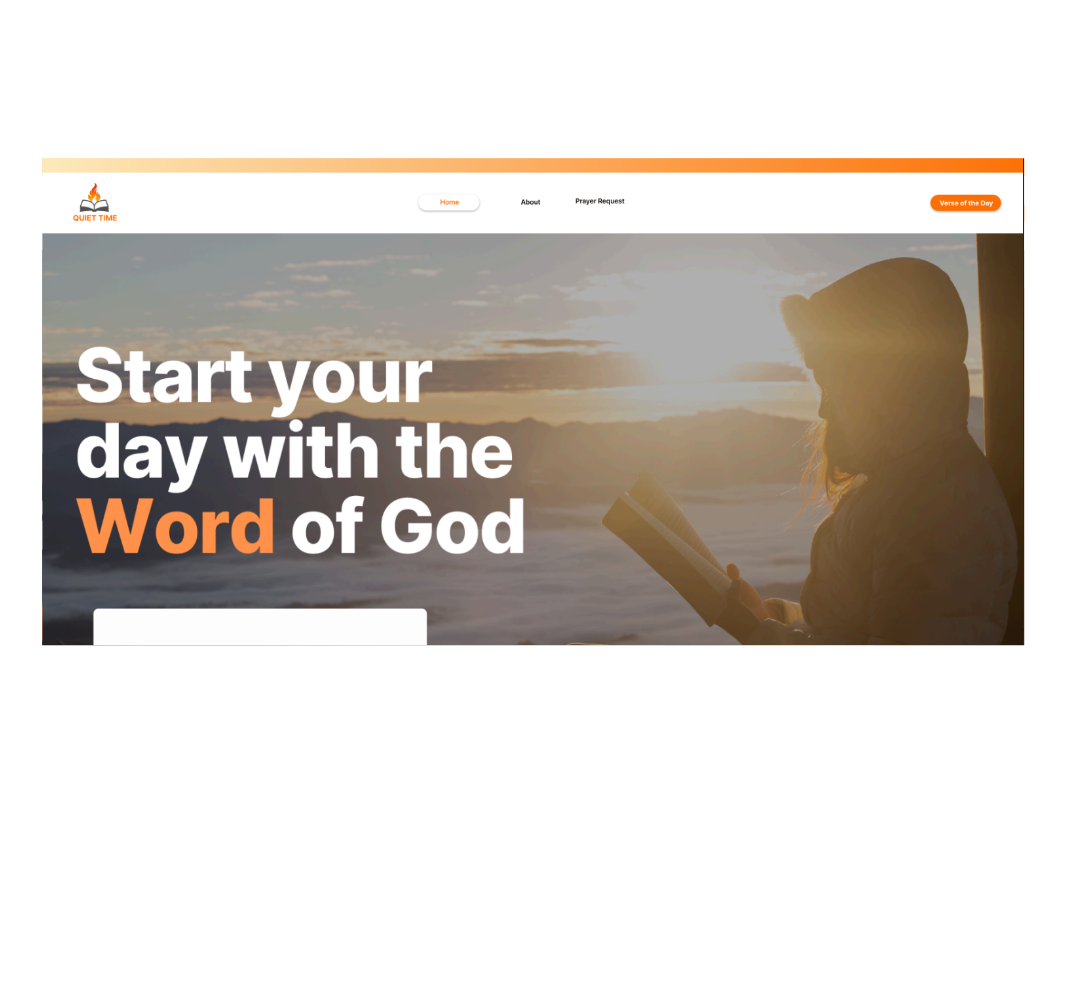 QUIET TIME
Home
About
Prayer Request
Verse of the Day
Start your
day with the
Word of God